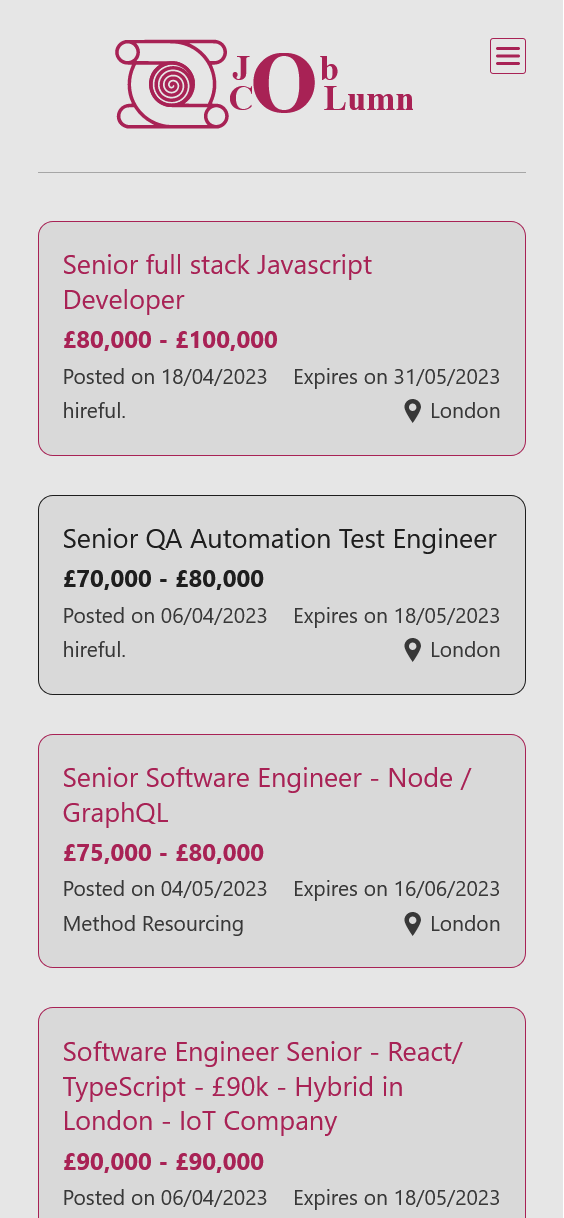 JOb
COLumn
Senior full stack Javascript
Developer
£80,000 - £100,000
Posted on 18/04/2023 Expires on 31/05/2023
hireful. London
Senior QA Automation Test Engineer
£70,000 - £80,000
Posted on 06/04/2023 Expires on 18/05/2023
hireful. London
Senior Software Engineer - Node /
GraphQL
£75,000 - £80,000
Posted on 04/05/2023 Expires on 16/06/2023
Method Resourcing London
Software Engineer Senior - React/
TypeScript - £90k - Hybrid in
London - IoT Company
£90,000 - £90,000
Posted on 06/04/2023 Expires on 18/05/2023